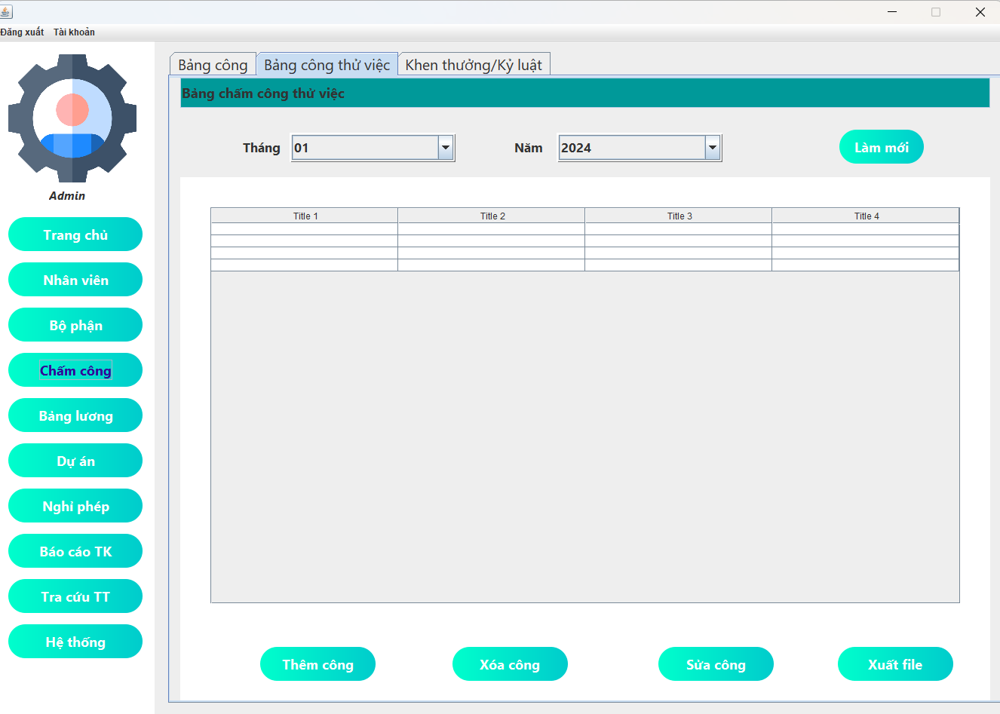 Đăng xuất Tài khoản
Admin
Trang chủ
Nhân viên
Bộ phận
Chấm công
Bảng lương
Dự án
Nghỉ phép
Báo cáo TK
Tra cứu TT
Hệ thống
Bảng công Bảng công thử việc Khen thưởng/Kỷ luật
Bảng chấm công thử việc
Tháng 01 Năm 2024 Làm mới
Title 1 Title 2 Title 3 Title 4
Thêm công Xóa công Sửa công Xuất file